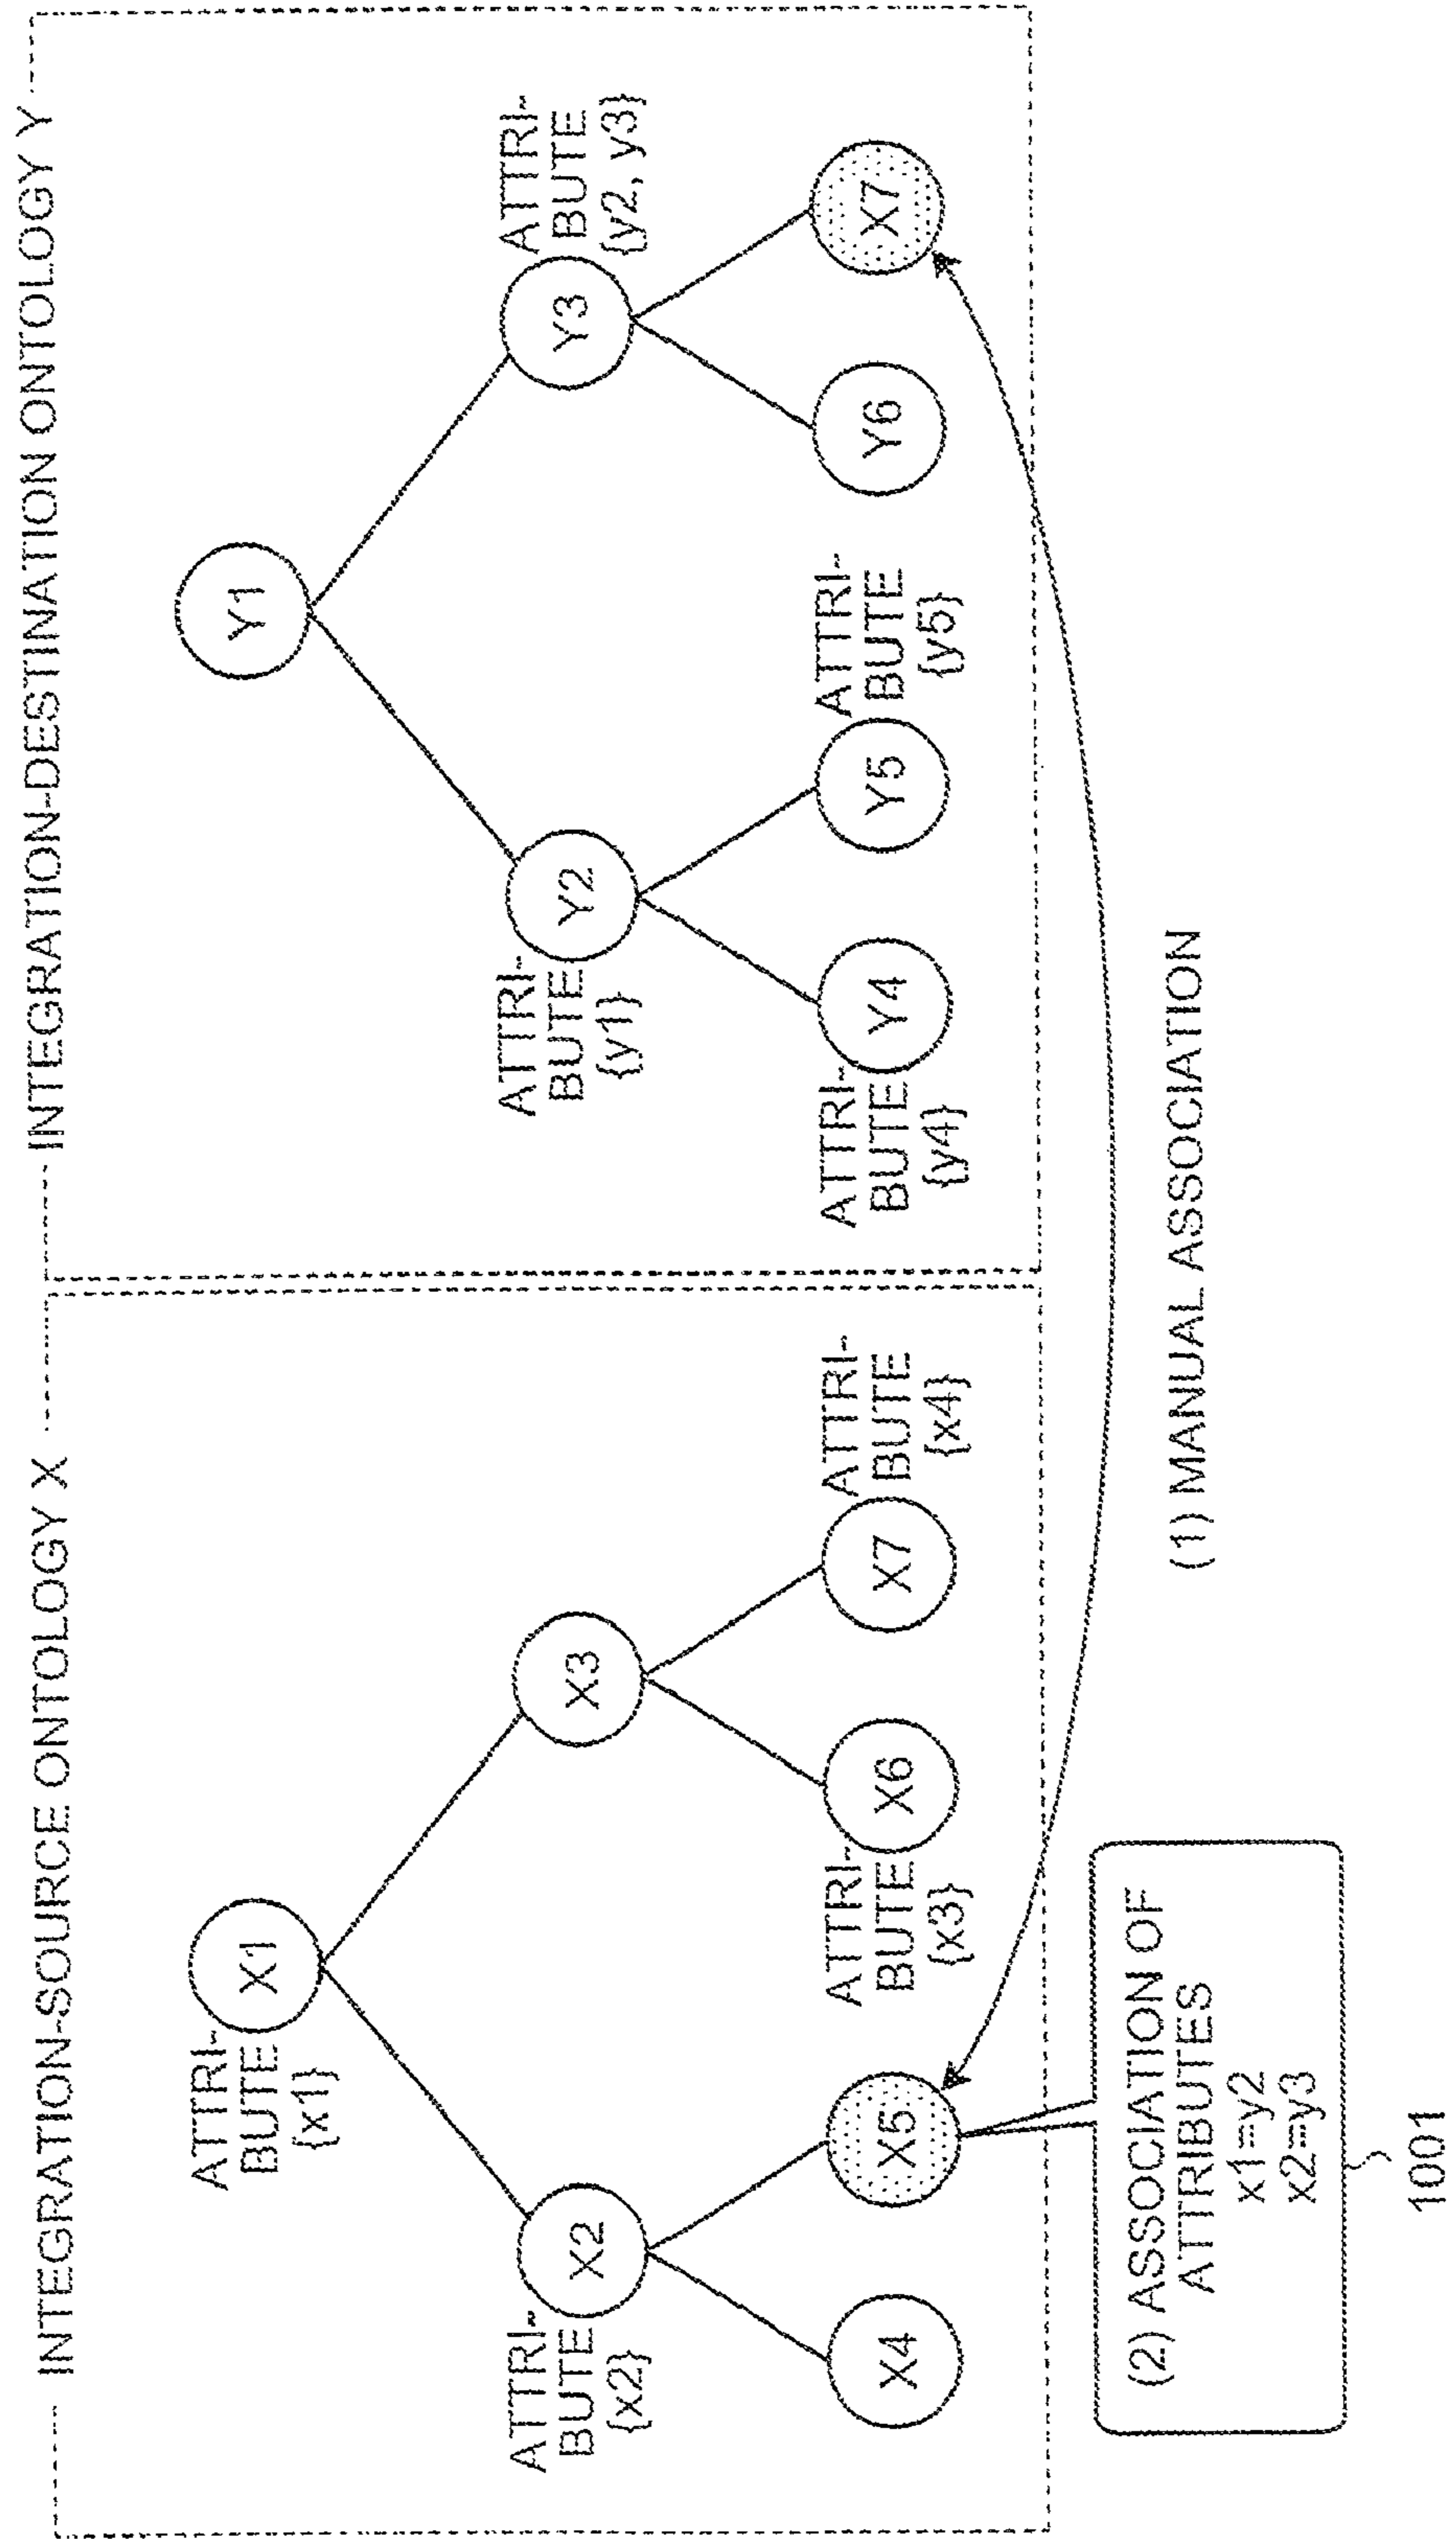 INTEGRATION-SOURCE ONTOLOGY X
X1
ATTRI-
BUTE
{x1}
X2
ATTRI-
BUTE
{x2}
X3
X4
X5
X6
ATTRI-
BUTE
{x3}
X7
ATTRI-
BUTE
{x4}
INTEGRATION-DESTINATION ONTOLOGY Y
Y1
Y2
ATTRI-
BUTE
{y1}
Y3
ATTRI-
BUTE
{y2, y3}
Y4
ATTRI-
BUTE
{y4}
Y5
ATTRI-
BUTE
{y5}
Y6
X7
(1) MANUAL ASSOCIATION
(2) ASSOCIATION OF
ATTRIBUTES
x1=y2
x2=y3
1001